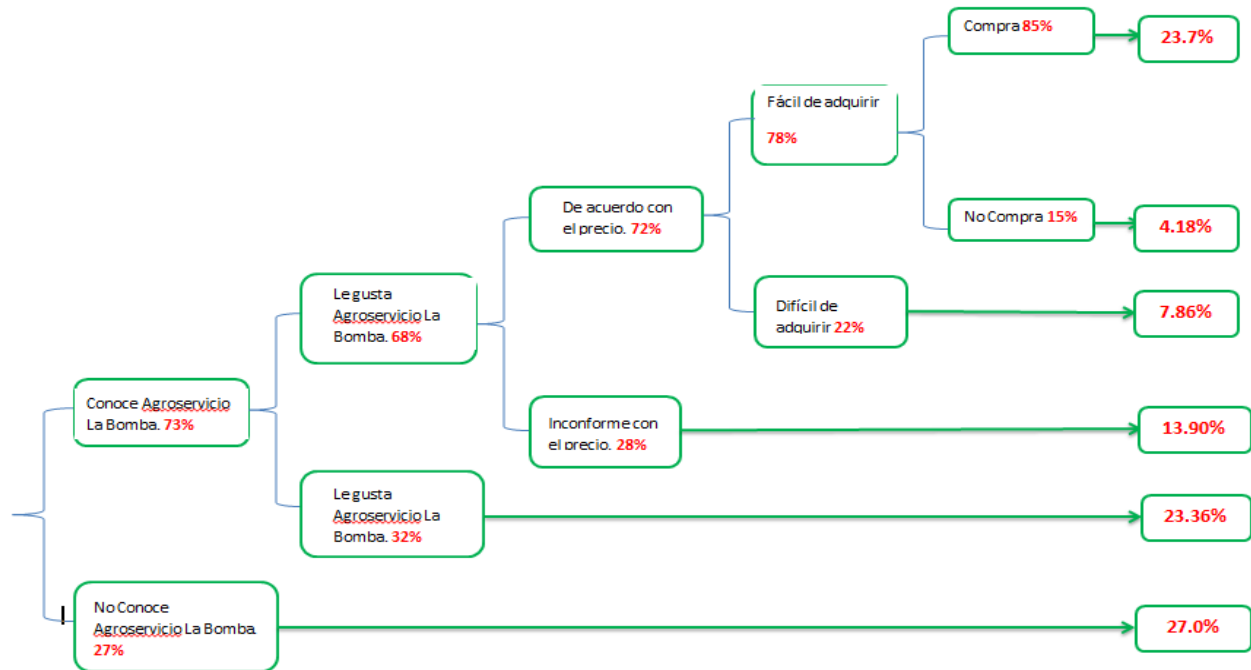 Compra 85%
23.7%
Fácil de adquirir
78%
De acuerdo con
el precio. 72%
No Compra 15%
4.18%
Le gusta
Agroservicio La
Bomba. 68%
Difícil de
adquirir 22%
7.86%
Conoce Agroservicio
La Bomba. 73%
Inconforme con
el precio. 28%
13.90%
Le gusta
Agroservicio La
Bomba. 32%
23.36%
No Conoce
Agroservicio La Bomba.
27%
27.0%